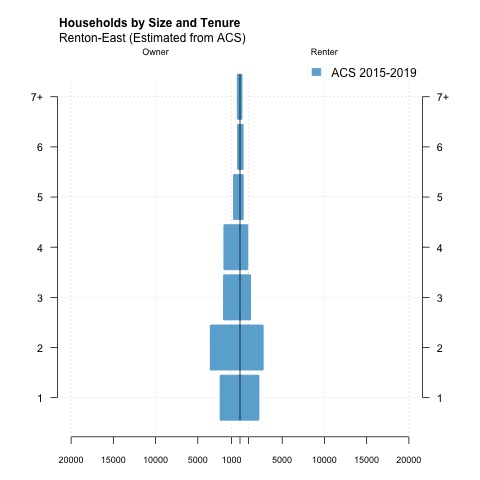 Households by Size and Tenure
Renton-East (Estimated from ACS)
Owner Renter
ACS 2015-2019
7+ 7+
6 6
5 5
4 4
3 3
2 2
1 1
20000 15000 10000 5000 1000 5000 10000 15000 20000